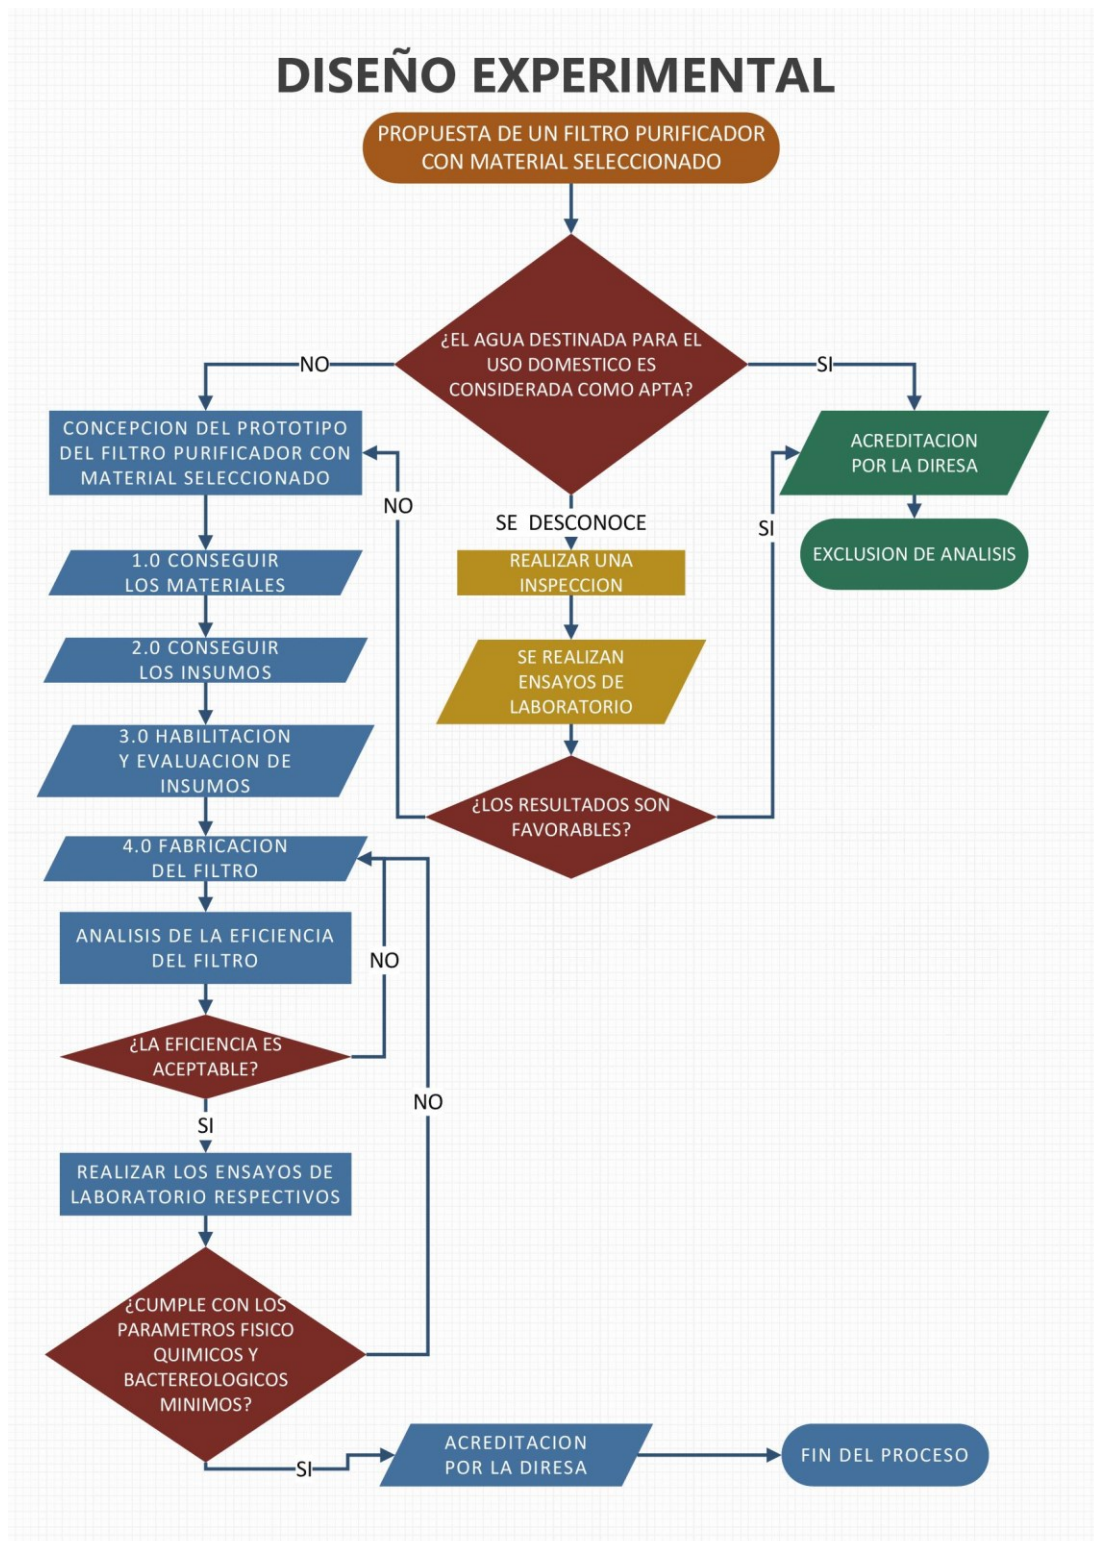 DISEÑO EXPERIMENTAL
PROPUESTA DE UN FILTRO PURIFICADOR
CON MATERIAL SELECCIONADO
¿EL AGUA DESTINADA PARA EL
USO DOMESTICO ES
CONSIDERADA COMO APTA?
NO
SI
CONCEPCION DEL PROTOTIPO
DEL FILTRO PURIFICADOR CON
MATERIAL SELECCIONADO
ACREDITACION
POR LA DIRESA
NO
SE DESCONOCE
SI
EXCLUSION DE ANALISIS
1.0 CONSEGUIR
LOS MATERIALES
REALIZAR UNA
INSPECCION
2.0 CONSEGUIR
LOS INSUMOS
SE REALIZAN
ENSAYOS DE
LABORATORIO
3.0 HABILITACION
Y EVALUACION DE
INSUMOS
¿LOS RESULTADOS SON
FAVORABLES?
4.0 FABRICACION
DEL FILTRO
ANALISIS DE LA EFICIENCIA
DEL FILTRO
NO
¿LA EFICIENCIA ES
ACEPTABLE?
NO
SI
REALIZAR LOS ENSAYOS DE
LABORATORIO RESPECTIVOS
¿CUMPLE CON LOS
PARAMETROS FISICO
QUIMICOS Y
BACTEREOLOGICOS
MINIMOS?
SI
ACREDITACION
POR LA DIRESA
FIN DEL PROCESO